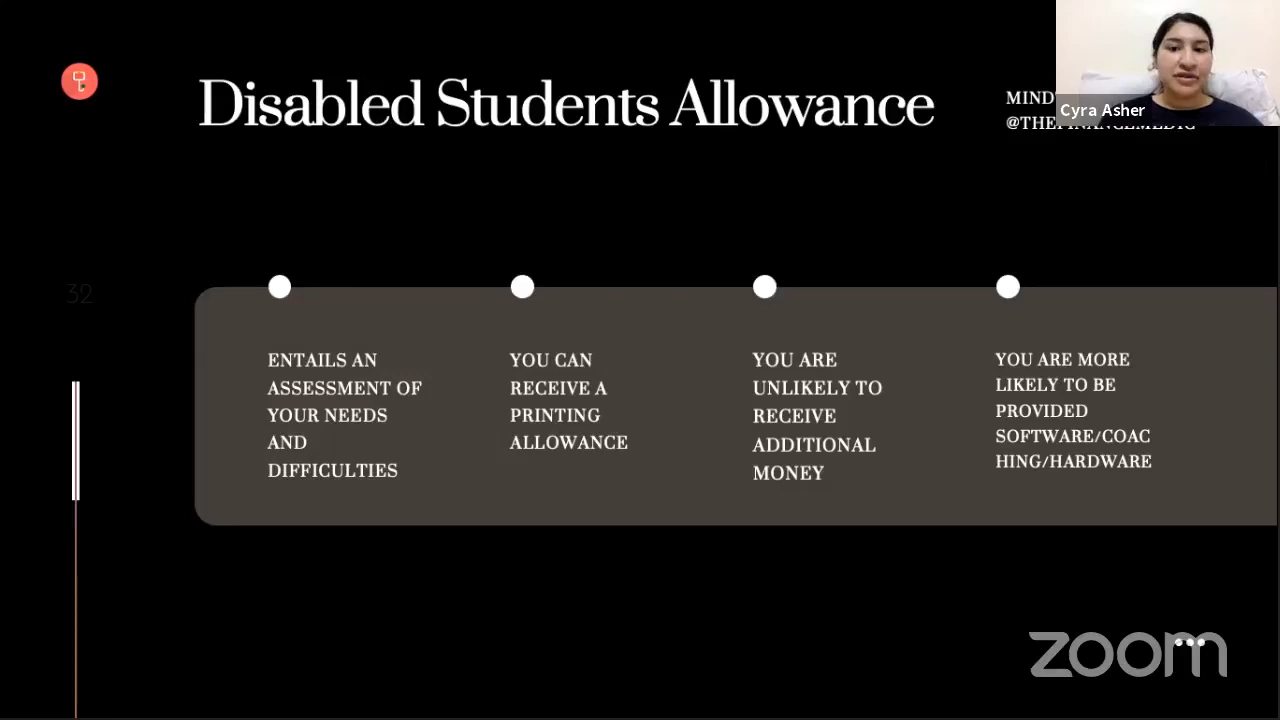 Disabled Students Allowance
MIND
Cyra Asher
@THEFINANCEMEDIC
32
ENTAILS AN
ASSESSMENT OF
YOUR NEEDS
AND
DIFFICULTIES
YOU CAN
RECEIVE A
PRINTING
ALLOWANCE
YOU ARE
UNLIKELY TO
RECEIVE
ADDITIONAL
MONEY
YOU ARE MORE
LIKELY TO BE
PROVIDED
SOFTWARE/COAC
HING/HARDWARE
zoom